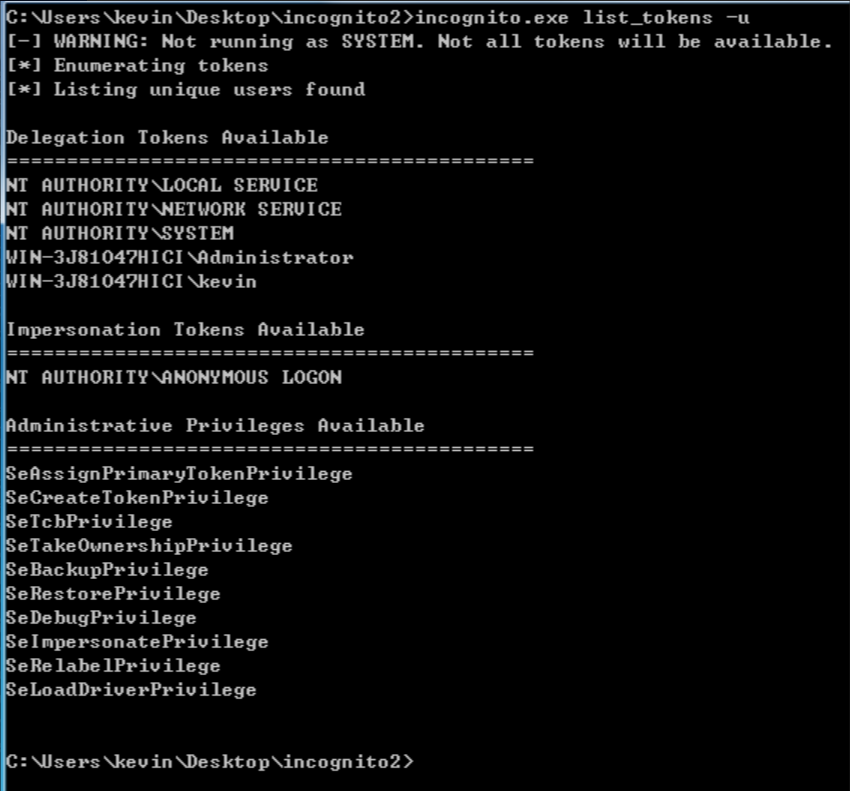 C:\Users\kevin\Desktop\incognito2>incognito.exe list_tokens -u
[-] WARNING: Not running as SYSTEM. Not all tokens will be available.
[*] Enumerating tokens
[*] Listing unique users found
Delegation Tokens Available
============================================
NT AUTHORITY\LOCAL SERVICE
NT AUTHORITY\NETWORK SERVICE
NT AUTHORITY\SYSTEM
WIN-3J81047HICI\Administrator
WIN-3J81047HICI\kevin
Impersonation Tokens Available
============================================
NT AUTHORITY\ANONYMOUS LOGON
Administrative Privileges Available
============================================
SeAssignPrimaryTokenPrivilege
SeCreateTokenPrivilege
SeTcbPrivilege
SeTakeOwnershipPrivilege
SeBackupPrivilege
SeRestorePrivilege
SeDebugPrivilege
SeImpersonatePrivilege
SeRelabelPrivilege
SeLoadDriverPrivilege
C:\Users\kevin\Desktop\incognito2>